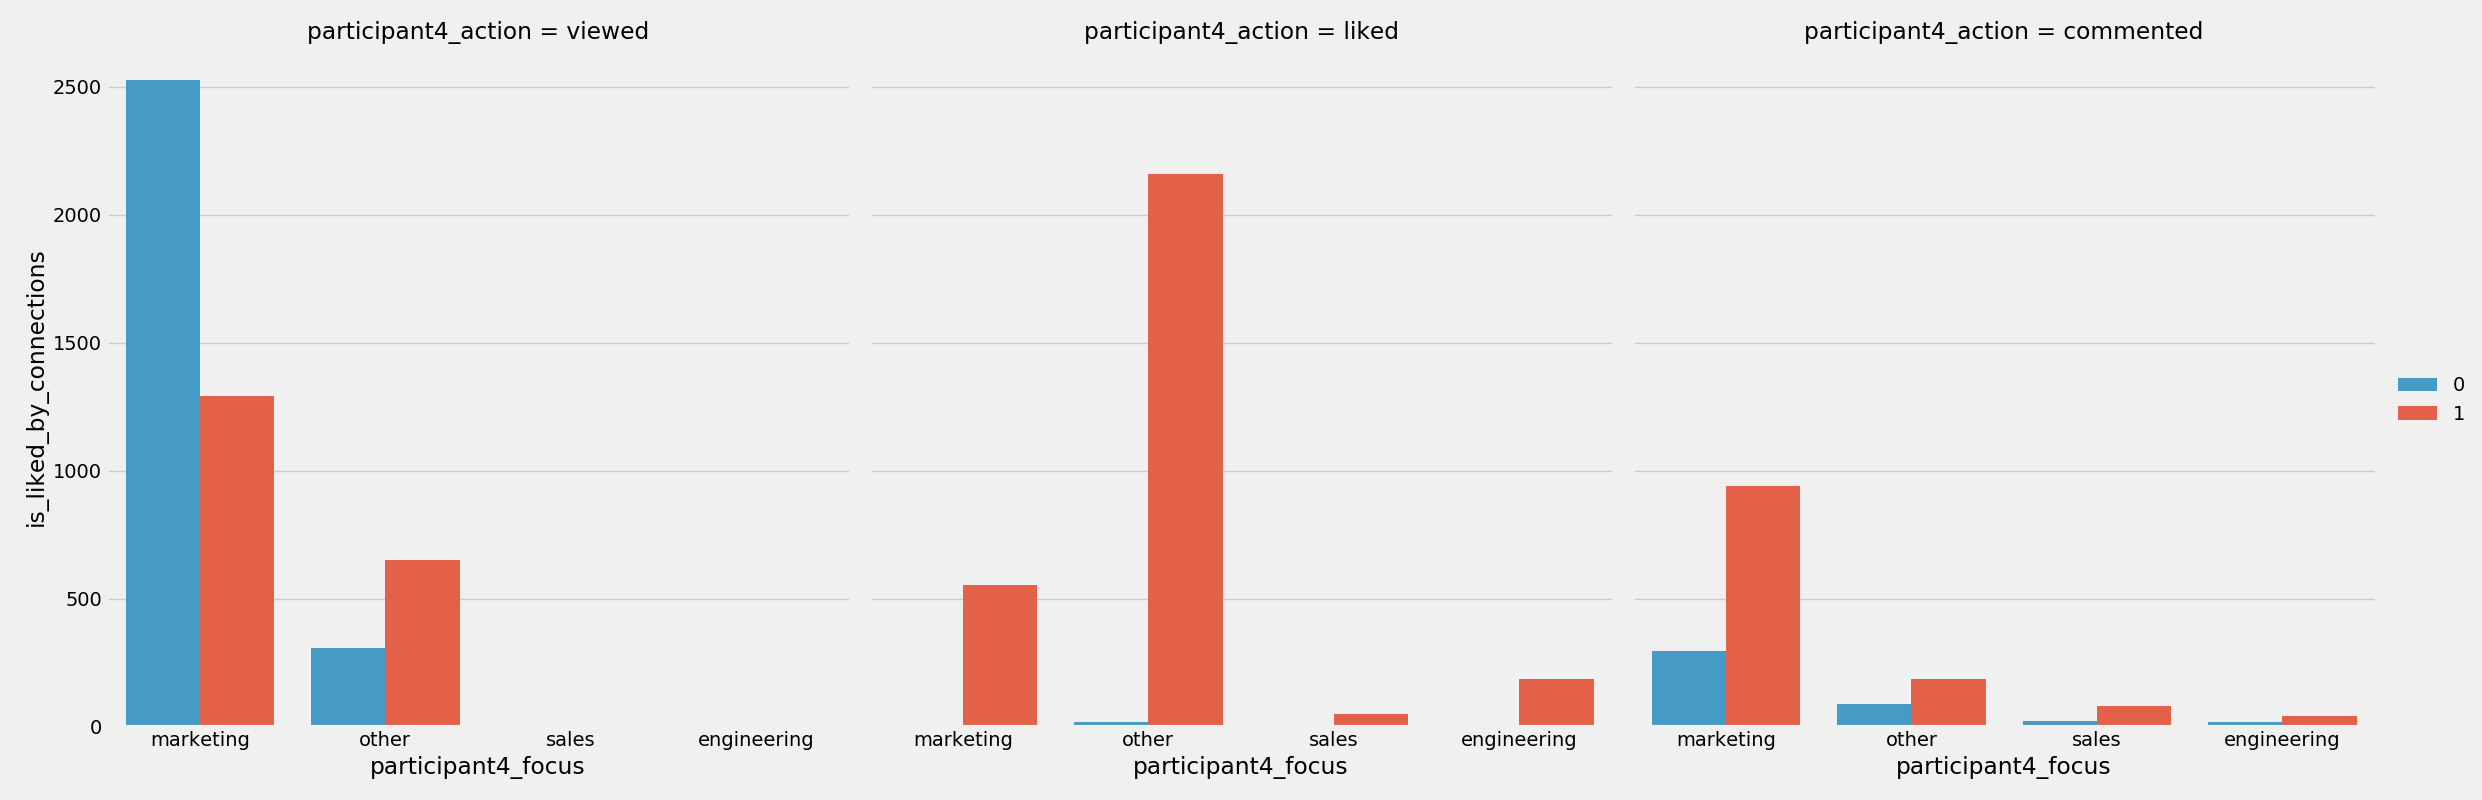 participant4_action = viewed
participant4_action = liked
participant4_action = commented
is_liked_by_connections
2500
2000
1500
1000
500
0
marketing other sales engineering
marketing other sales engineering
marketing other sales engineering
participant4_focus
participant4_focus
participant4_focus
0
1